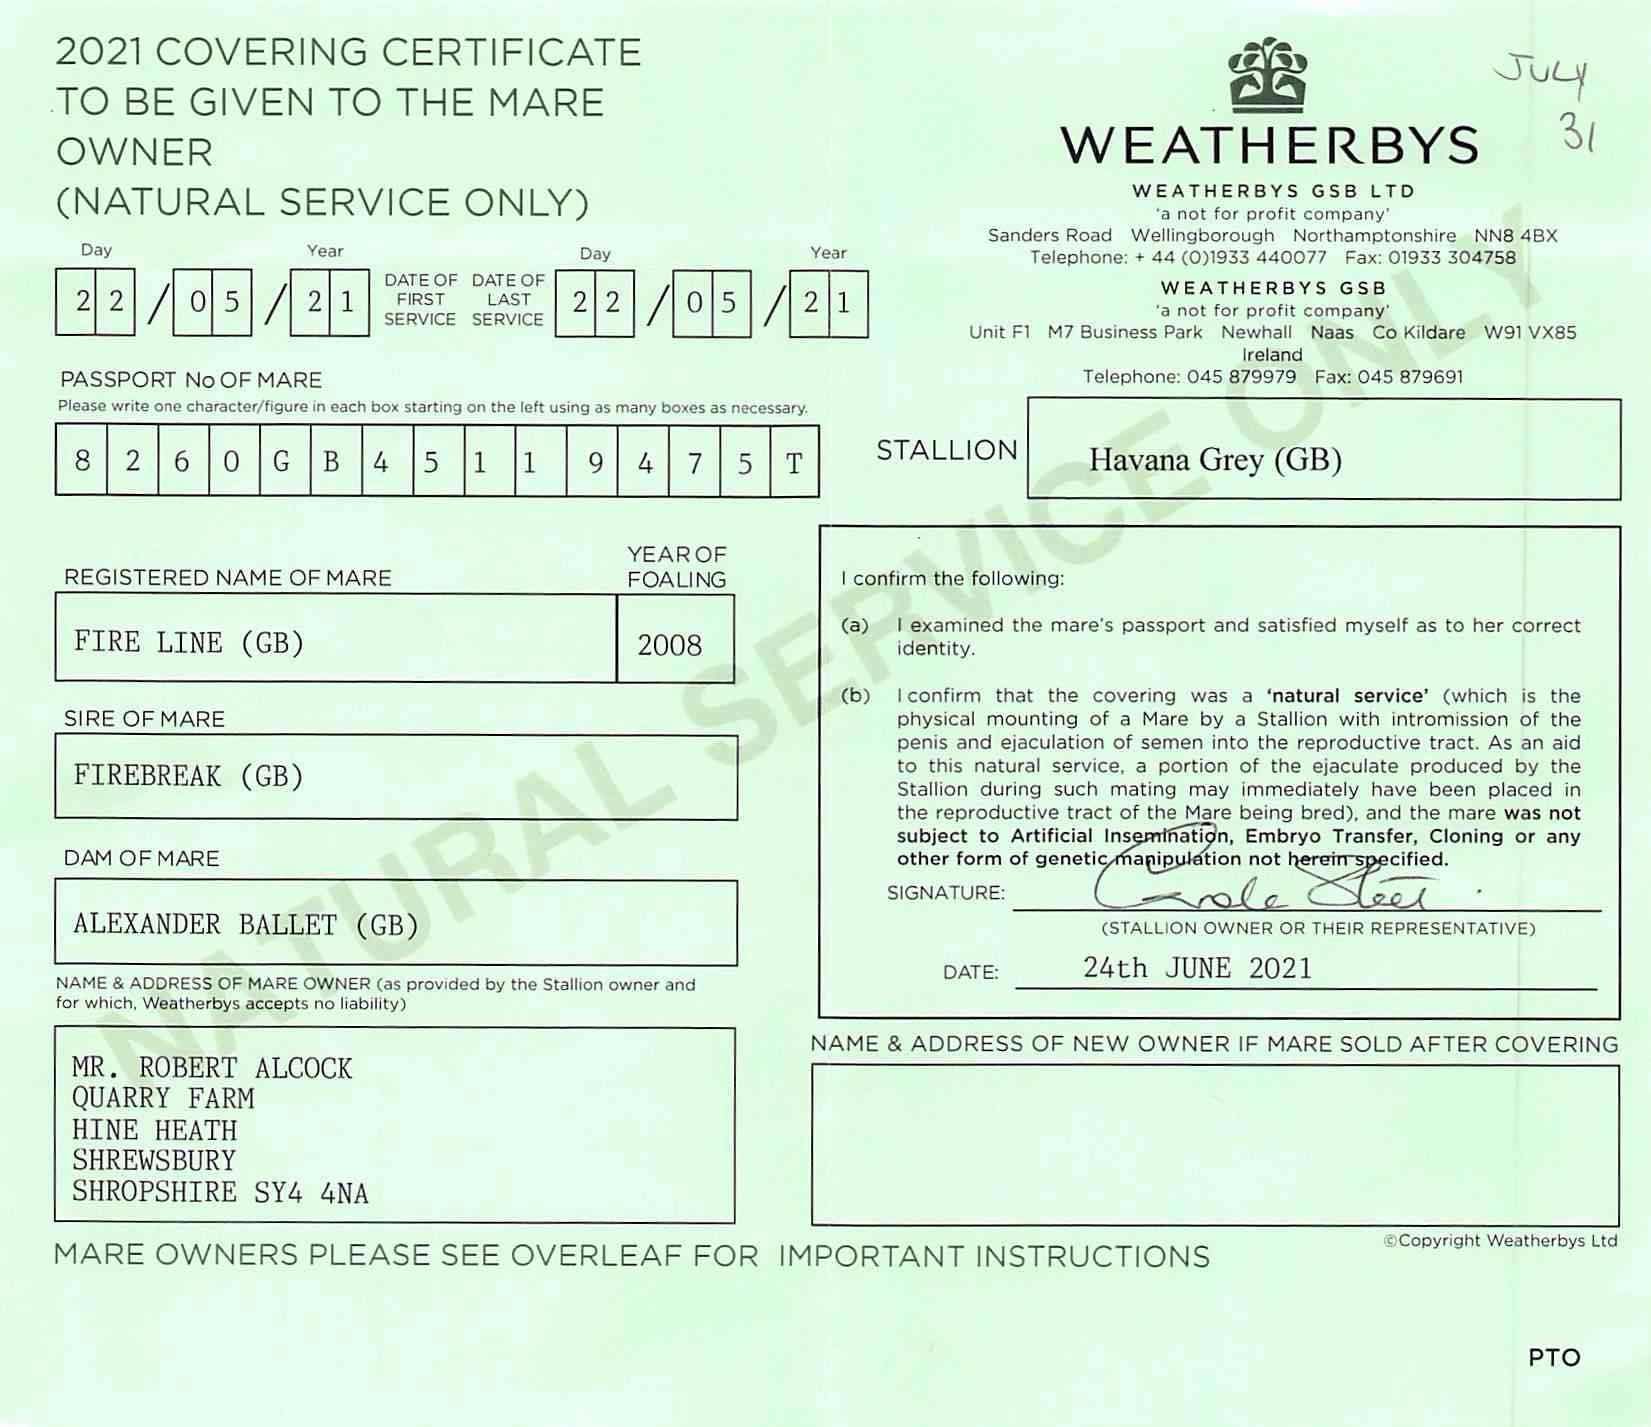 2021 COVERING CERTIFICATE
TO BE GIVEN TO THE MARE
OWNER
(NATURAL SERVICE ONLY)
Day Year Day Year
22/05/21 DATE OF FIRST SERVICE DATE OF LAST SERVICE 22/05/21
PASSPORT No OF MARE
Please write one character/figure in each box starting on the left using as many boxes as necessary.
8260GB45119475T
REGISTERED NAME OF MARE YEAR OF FOALING
FIRE LINE (GB) 2008
SIRE OF MARE
FIREBREAK (GB)
DAM OF MARE
ALEXANDER BALLET (GB)
NAME & ADDRESS OF MARE OWNER (as provided by the Stallion owner and
for which, Weatherbys accepts no liability)
MR. ROBERT ALCOCK
QUARRY FARM
HINE HEATH
SHREWSBURY
SHROPSHIRE SY4 4NA
MARE OWNERS PLEASE SEE OVERLEAF FOR IMPORTANT INSTRUCTIONS
JULY
31
WEATHERBYS
WEATHERBYS GSB LTD
'a not for profit company'
Sanders Road Wellingborough Northamptonshire NN8 4BX
Telephone: + 44 (0)1933 440077 Fax: 01933 304758
WEATHERBYS GSB
'a not for profit company'
Unit F1 M7 Business Park Newhall Naas Co Kildare W91 VX85
Ireland
Telephone: 045 879979 Fax: 045 879691
STALLION Havana Grey (GB)
I confirm the following:
(a) I examined the mare's passport and satisfied myself as to her correct
identity.
(b) I confirm that the covering was a 'natural service' (which is the
physical mounting of a Mare by a Stallion with intromission of the
penis and ejaculation of semen into the reproductive tract. As an aid
to this natural service, a portion of the ejaculate produced by the
Stallion during such mating may immediately have been placed in
the reproductive tract of the Mare being bred), and the mare was not
subject to Artificial Insemination, Embryo Transfer, Cloning or any
other form of genetic manipulation not herein specified.
SIGNATURE:
(STALLION OWNER OR THEIR REPRESENTATIVE)
DATE: 24th JUNE 2021
NAME & ADDRESS OF NEW OWNER IF MARE SOLD AFTER COVERING
©Copyright Weatherbys Ltd
PTO
NATURAL SERVICE ONLY